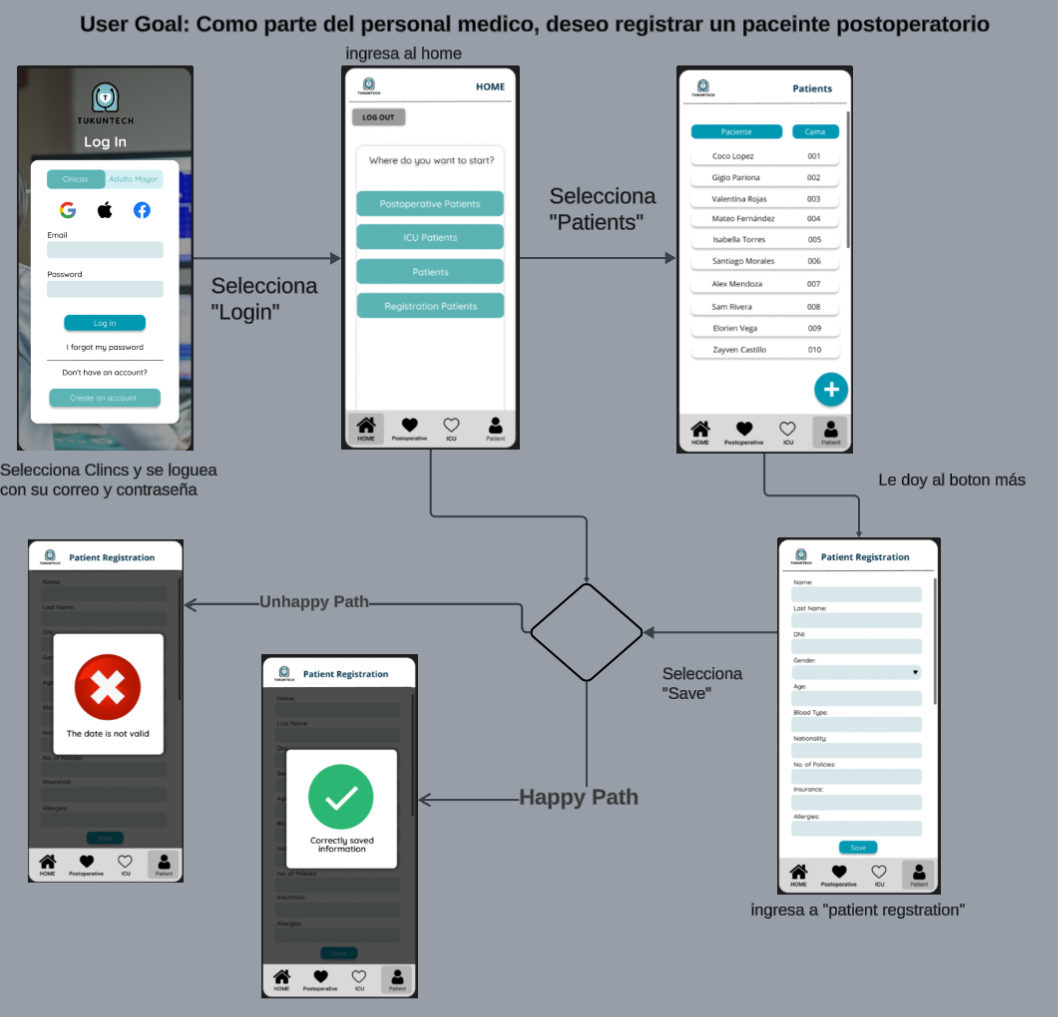 User Goal: Como parte del personal medico, deseo registrar un paceinte postoperatorio
ingresa al home
TUKUNTECH
Log In
Clínicos
Adulto Mayor
Email
Password
Log In
I forgot my password
Don't have an account?
Create an account
Selecciona Clincs y se loguea
con su correo y contraseña
Selecciona
"Login"
TUKUNTECH
HOME
LOG OUT
Where do you want to start?
Postoperative Patients
ICU Patients
Patients
Registration Patients
HOME
Postoperative
ICU
Patient
Selecciona
"Patients"
TUKUNTECH
Patients
Paciente
Cama
Coco Lopez 001
Gigio Pariona 002
Valentina Rojas 003
Mateo Fernández 004
Isabella Torres 005
Santiago Morales 006
Alex Mendoza 007
Sam Rivera 008
Elorien Vega 009
Zayven Castillo 010
HOME
Postoperative
ICU
Patient
Le doy al boton más
TUKUNTECH
Patient Registration
Name:
Last Name:
DNI:
Gender:
Age:
Blood Type:
Nationality:
No. of Policies:
Insurance:
Allergies:
Save
HOME
Postoperative
ICU
Patient
ingresa a "patient regstration"
Selecciona
"Save"
Unhappy Path
Happy Path
TUKUNTECH
Patient Registration
Name:
Last Name:
The date is not valid
No. of Policies:
Insurance:
Allergies:
Save
HOME
Postoperative
ICU
Patient
TUKUNTECH
Patient Registration
Name:
Last Name:
Correctly saved
information
No. of Policies:
Insurance:
Allergies:
Save
HOME
Postoperative
ICU
Patient